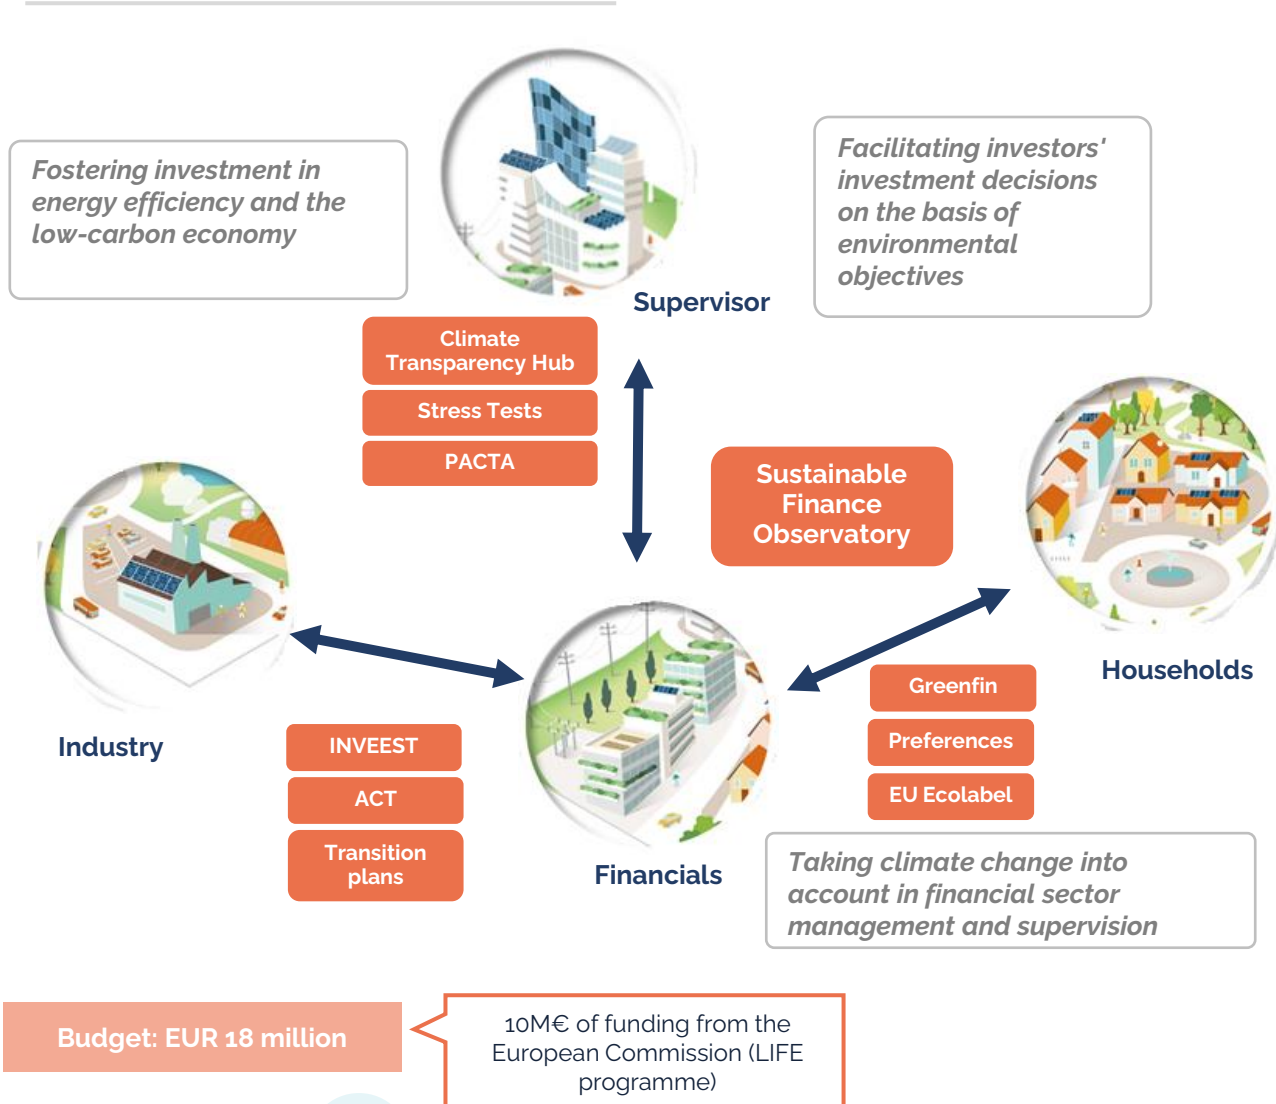 Fostering investment in
energy efficiency and the
low-carbon economy
Facilitating investors'
investment decisions
on the basis of
environmental
objectives
Supervisor
Climate
Transparency Hub
Stress Tests
PACTA
Sustainable
Finance
Observatory
Households
Industry
INVEEST
ACT
Transition
plans
Financials
Greenfin
Preferences
EU Ecolabel
Taking climate change into
account in financial sector
management and supervision
Budget: EUR 18 million
10M€ of funding from the
European Commission (LIFE
programme)